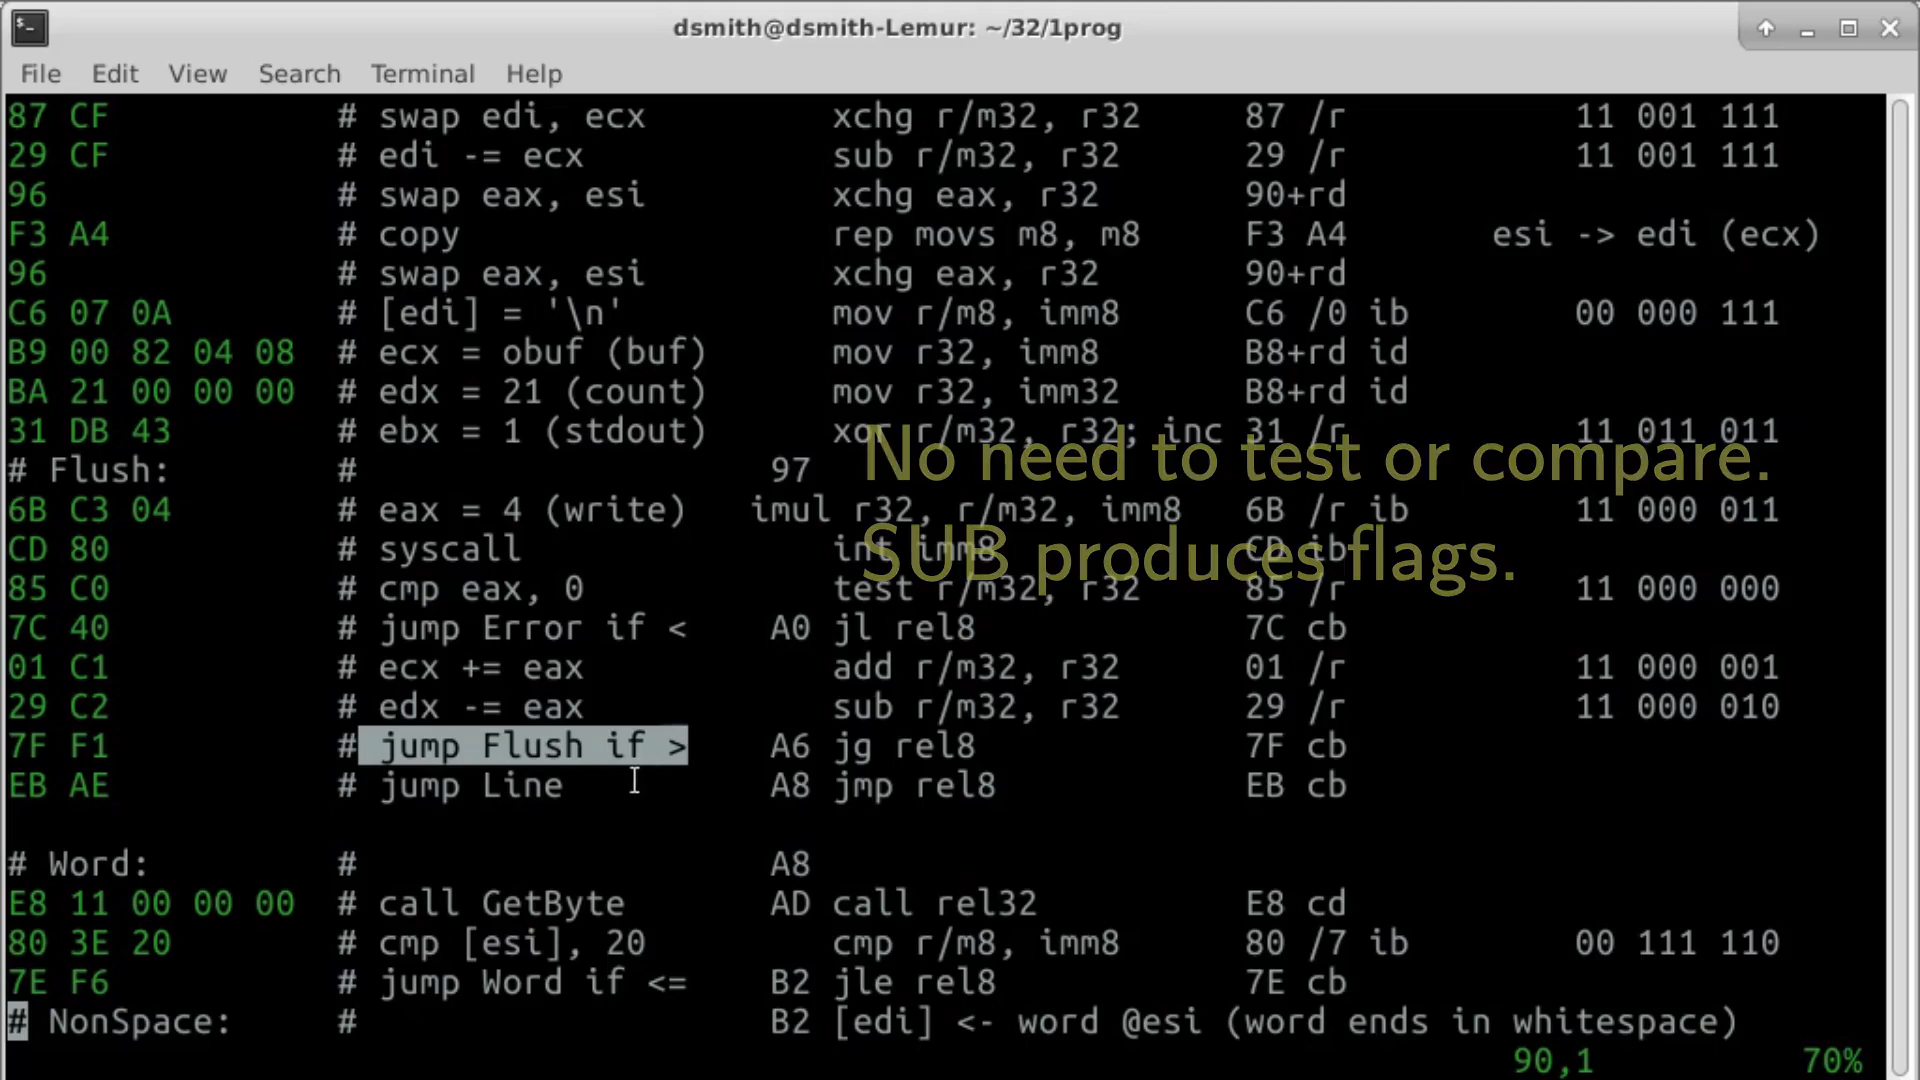 dsmith@dsmith-Lemur: ~/32/1prog
File Edit View Search Terminal Help
87 CF # swap edi, ecx xchg r/m32, r32 87 /r 11 001 111
29 CF # edi -= ecx sub r/m32, r32 29 /r 11 001 111
96 # swap eax, esi xchg eax, r32 90+rd
F3 A4 # copy rep movs m8, m8 F3 A4 esi -> edi (ecx)
96 # swap eax, esi xchg eax, r32 90+rd
C6 07 0A # [edi] = '\n' mov r/m8, imm8 C6 /0 ib 00 000 111
B9 00 82 04 08 # ecx = obuf (buf) mov r32, imm8 B8+rd id
BA 21 00 00 00 # edx = 21 (count) mov r32, imm32 B8+rd id
31 DB 43 # ebx = 1 (stdout) xor r/m32, r32; inc 31 /r 11 011 011
No need to test or compare.
# Flush: # 97
6B C3 04 # eax = 4 (write) imul r32, r/m32, imm8 6B /r ib 11 000 011
CD 80 # syscall int imm8 CD ib
SUB produces flags.
85 C0 # cmp eax, 0 test r/m32, r32 85 /r 11 000 000
7C 40 # jump Error if < A0 jl rel8 7C cb
01 C1 # ecx += eax add r/m32, r32 01 /r 11 000 001
29 C2 # edx -= eax sub r/m32, r32 29 /r 11 000 010
7F F1 # jump Flush if > A6 jg rel8 7F cb
EB AE # jump Line A8 jmp rel8 EB cb
# Word: # A8
E8 11 00 00 00 # call GetByte AD call rel32 E8 cd
80 3E 20 # cmp [esi], 20 cmp r/m8, imm8 80 /7 ib 00 111 110
7E F6 # jump Word if <= B2 jle rel8 7E cb
# NonSpace: # B2 [edi] <- word @esi (word ends in whitespace)
90,1 70%